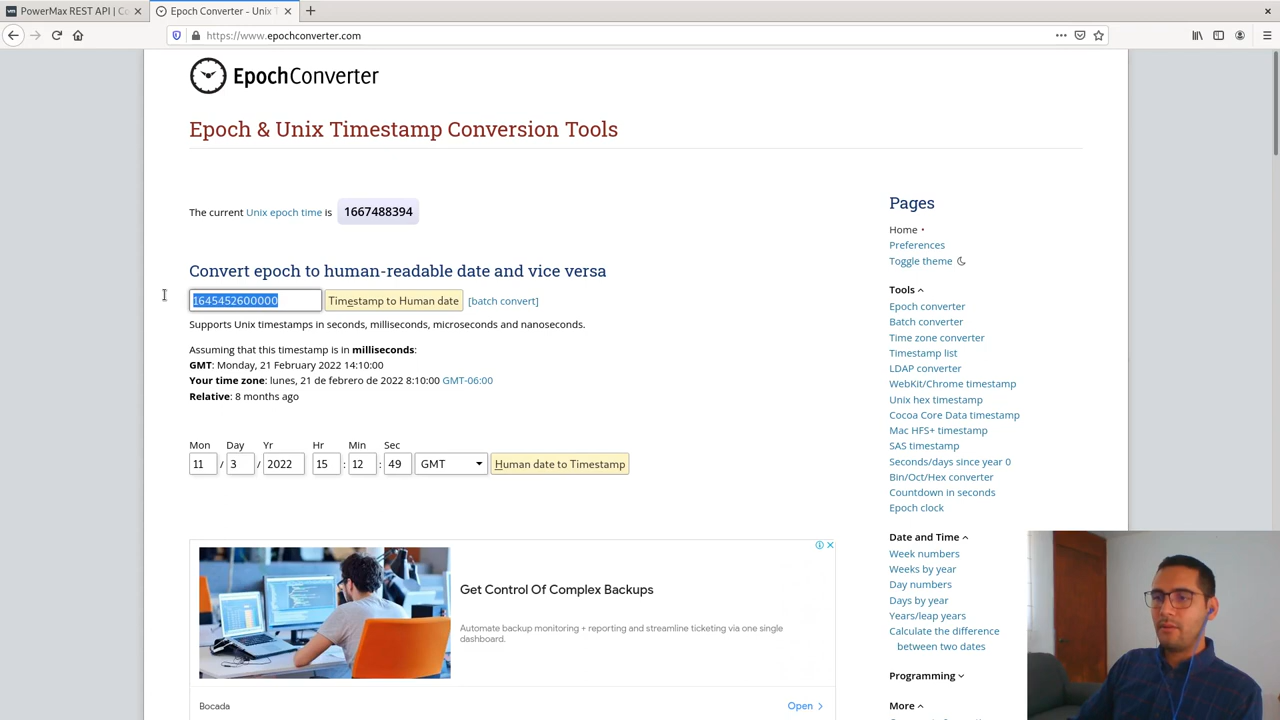 PowerMax REST API | C
Epoch Converter - Unix T
https://www.epochconverter.com
EpochConverter
Epoch & Unix Timestamp Conversion Tools
The current Unix epoch time is 1667488394
Convert epoch to human-readable date and vice versa
1645452600000 Timestamp to Human date [batch convert]
Supports Unix timestamps in seconds, milliseconds, microseconds and nanoseconds.
Assuming that this timestamp is in milliseconds:
GMT: Monday, 21 February 2022 14:10:00
Your time zone: lunes, 21 de febrero de 2022 8:10:00 GMT-06:00
Relative: 8 months ago
Mon Day Yr Hr Min Sec
11 / 3 / 2022 15 : 12 : 49 GMT Human date to Timestamp
Get Control Of Complex Backups
Automate backup monitoring + reporting and streamline ticketing via one single
dashboard.
Bocada Open
Pages
Home •
Preferences
Toggle theme
Tools
Epoch converter
Batch converter
Time zone converter
Timestamp list
LDAP converter
WebKit/Chrome timestamp
Unix hex timestamp
Cocoa Core Data timestamp
Mac HFS+ timestamp
SAS timestamp
Seconds/days since year 0
Bin/Oct/Hex converter
Countdown in seconds
Epoch clock
Date and Time
Week numbers
Weeks by year
Day numbers
Days by year
Years/leap years
Calculate the difference
between two dates
Programming
More